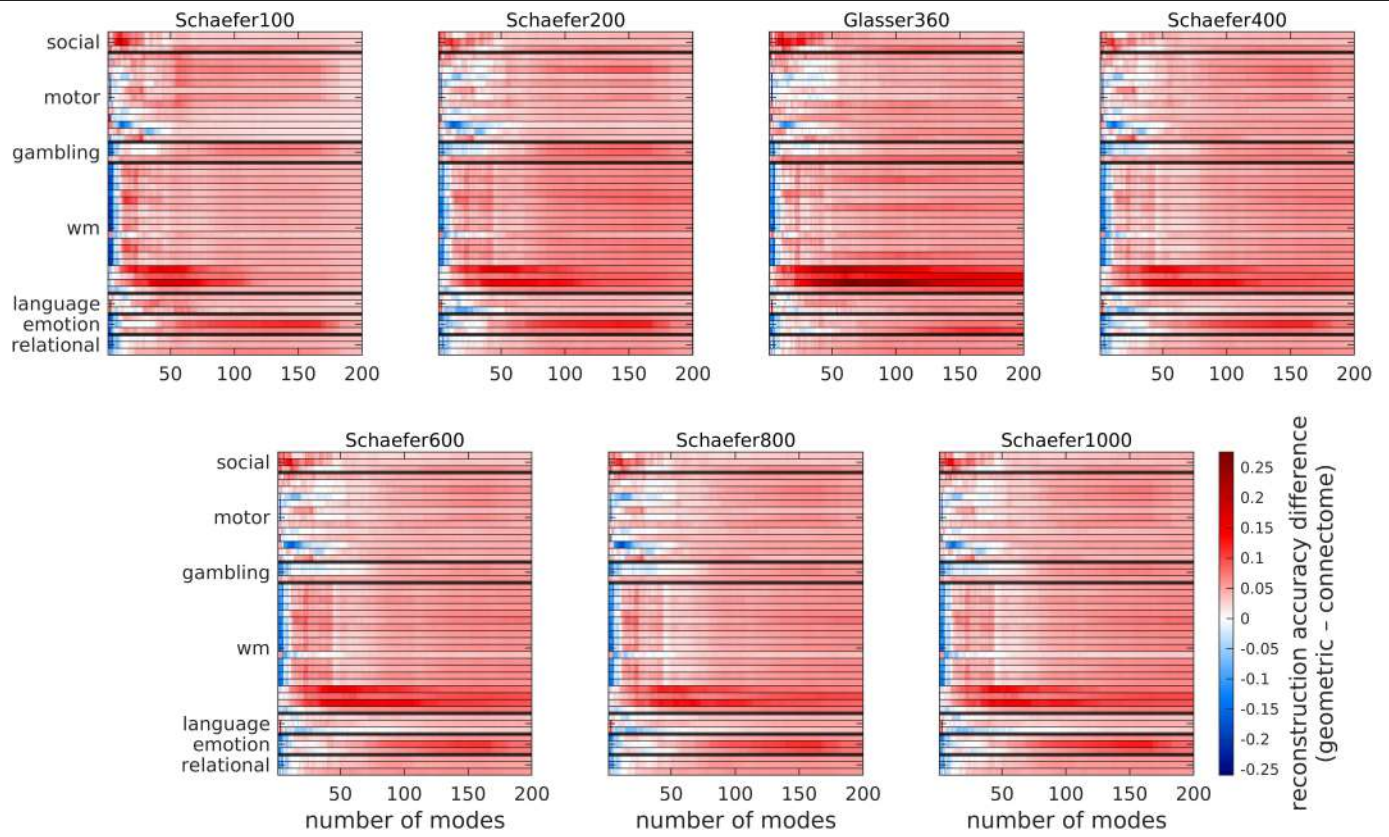 Schaefer100 Schaefer200 Glasser360 Schaefer400
social
motor
gambling
wm
language
emotion
relational
50 100 150 200 50 100 150 200 50 100 150 200 50 100 150 200
Schaefer600 Schaefer800 Schaefer1000
social
motor
gambling
wm
language
emotion
relational
50 100 150 200 50 100 150 200 50 100 150 200
number of modes number of modes number of modes
0.25
0.2
0.15
0.1
0.05
0
-0.05
-0.1
-0.15
-0.2
-0.25
reconstruction accuracy difference
(geometric – connectome)